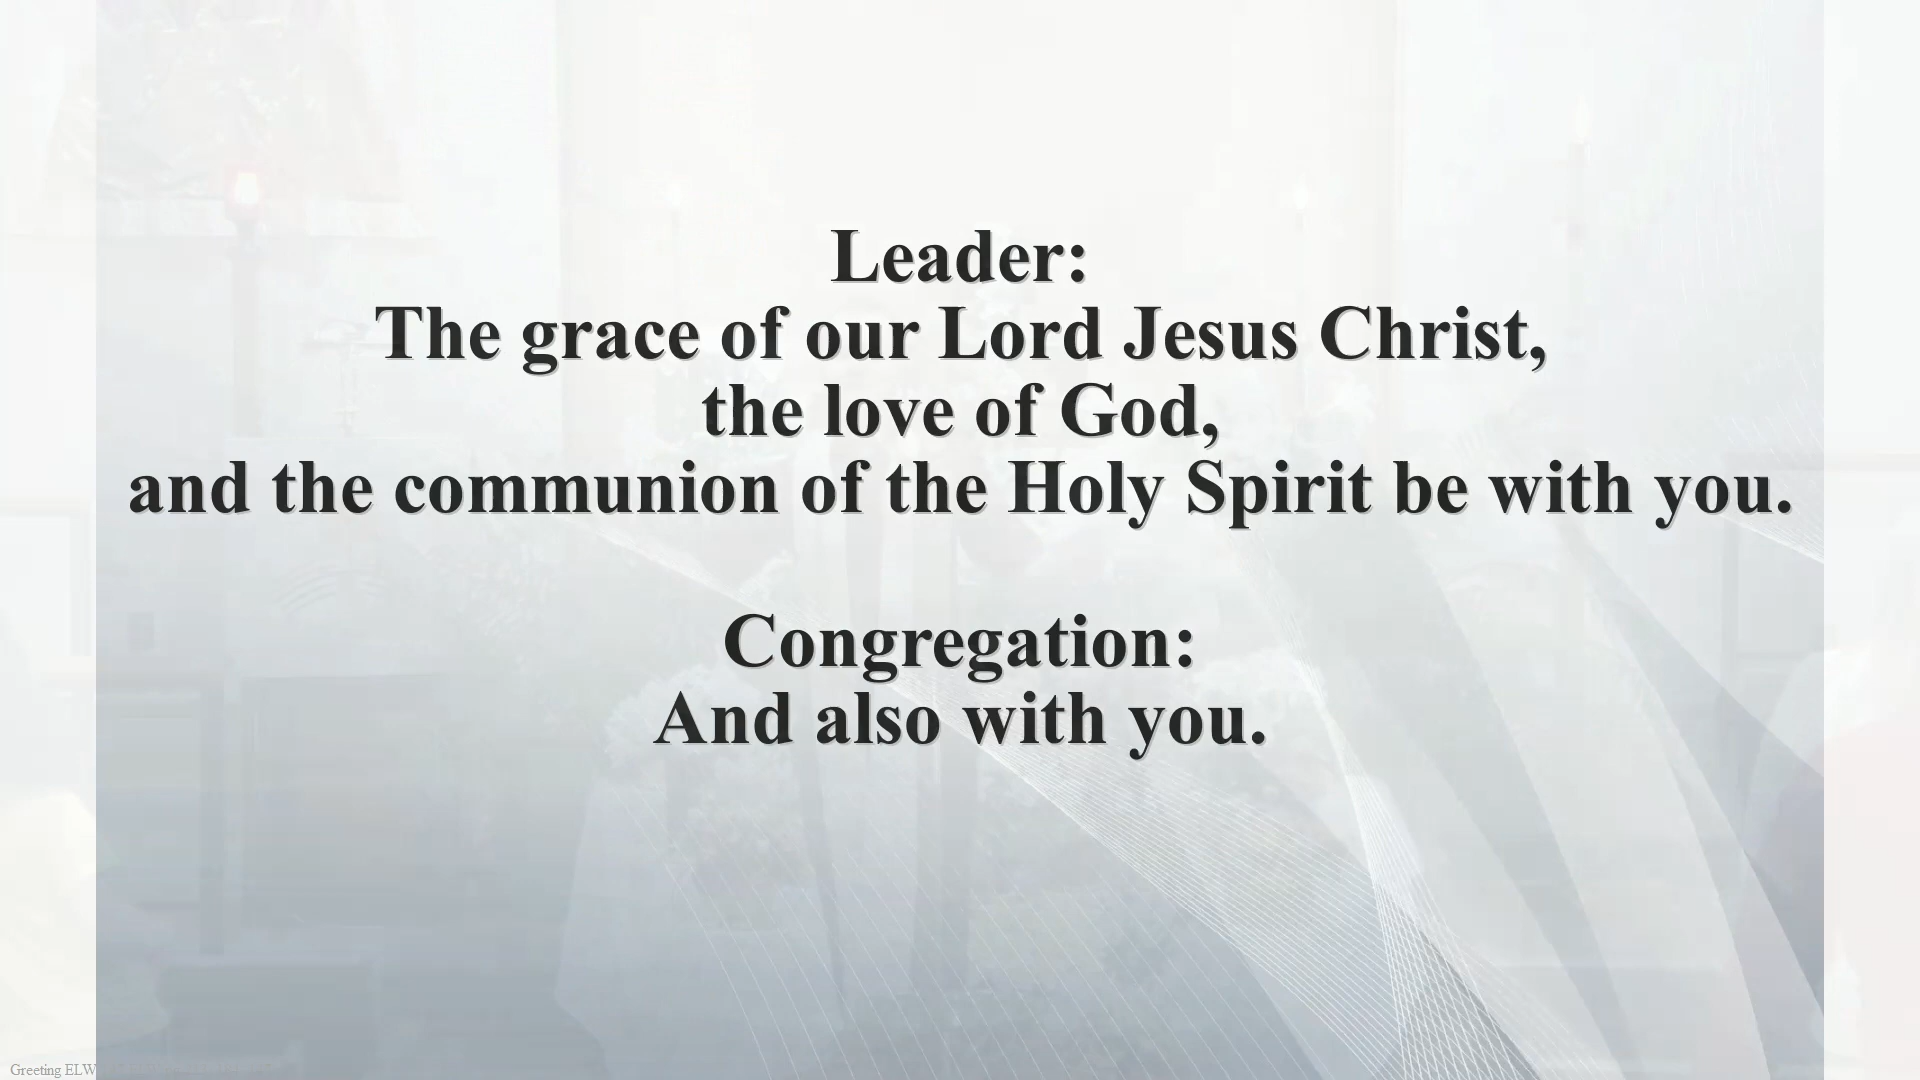 Leader:
The grace of our Lord Jesus Christ,
the love of God,
and the communion of the Holy Spirit be with you.
Congregation:
And also with you.
Greeting ELW